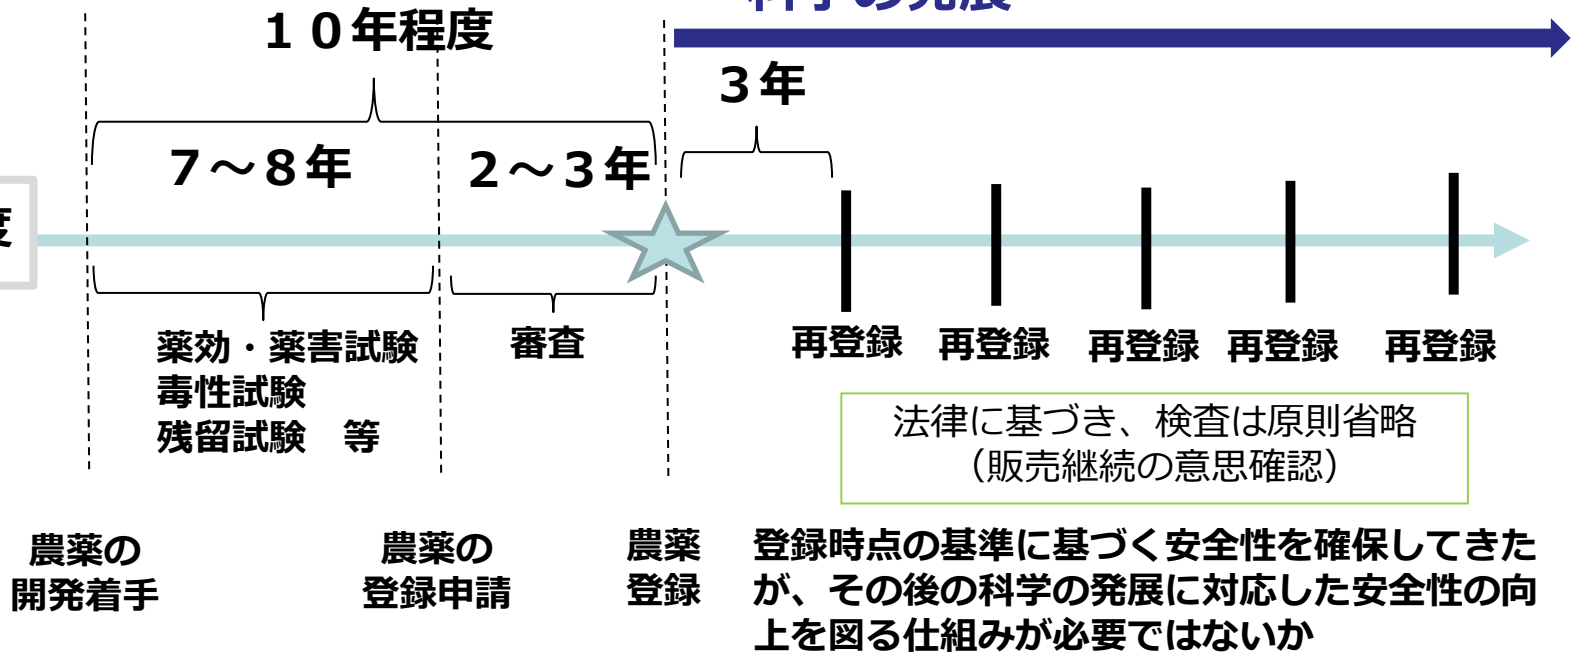 科学の発展
１０年程度
３年
７～８年
２～３年
度
薬効・薬害試験
毒性試験
残留試験　等
審査
再登録
再登録
再登録
再登録
再登録
法律に基づき、検査は原則省略
（販売継続の意思確認）
農薬の
開発着手
農薬の
登録申請
農薬
登録
登録時点の基準に基づく安全性を確保してきた
が、その後の科学の発展に対応した安全性の向
上を図る仕組みが必要ではないか